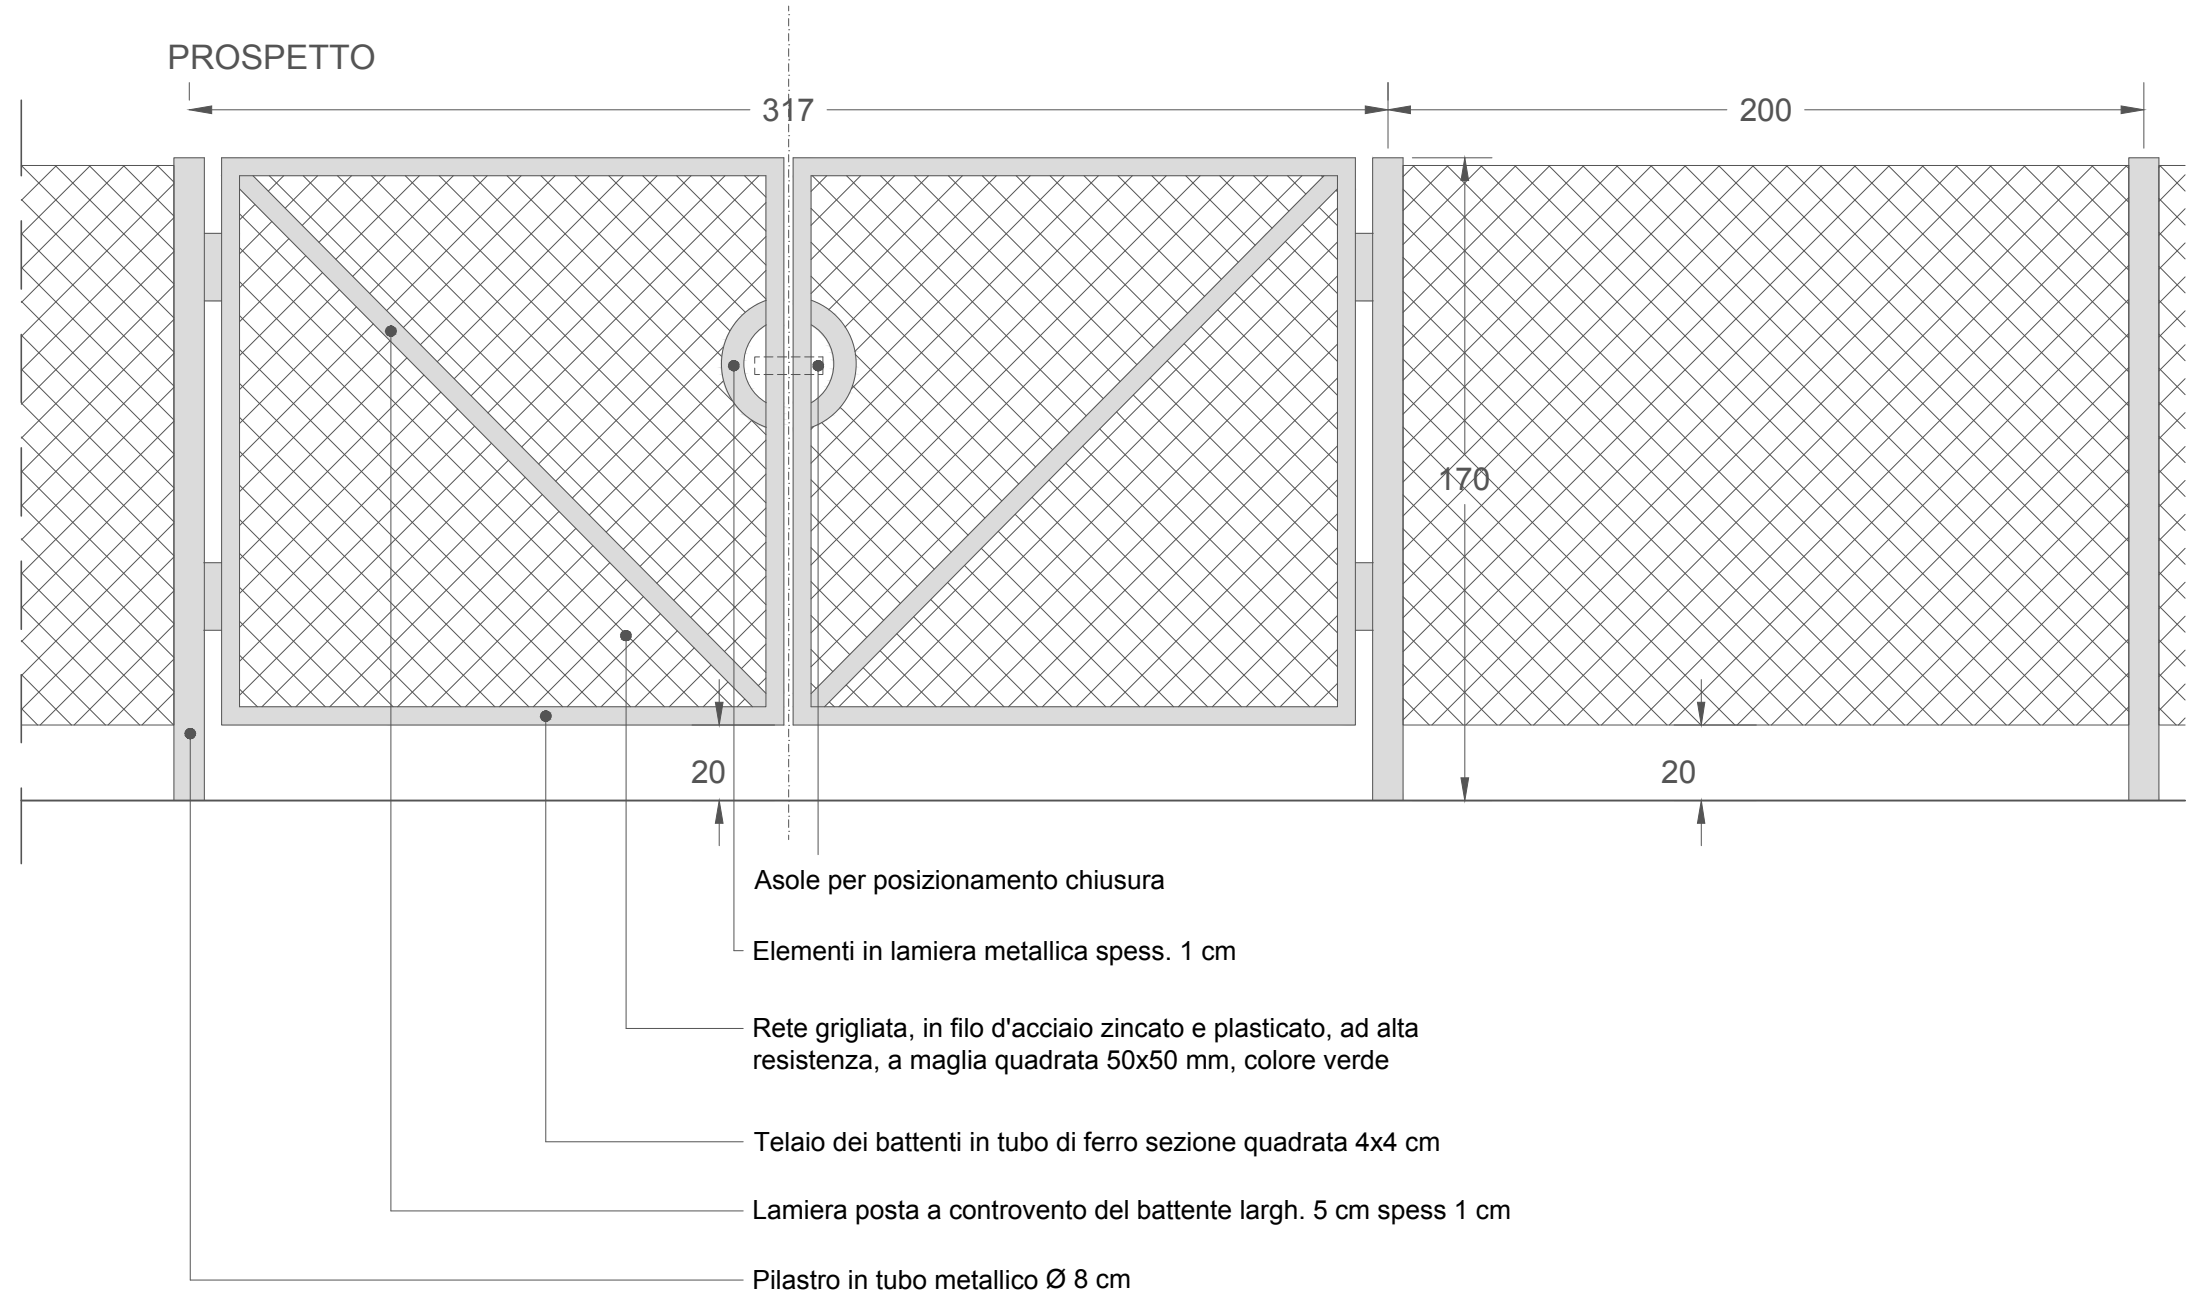 PROSPETTO
317
200
170
20
20
Asole per posizionamento chiusura
Elementi in lamiera metallica spess. 1 cm
Rete grigliata, in filo d'acciaio zincato e plasticato, ad alta
resistenza, a maglia quadrata 50x50 mm, colore verde
Telaio dei battenti in tubo di ferro sezione quadrata 4x4 cm
Lamiera posta a controvento del battente largh. 5 cm spess 1 cm
Pilastro in tubo metallico Ø 8 cm